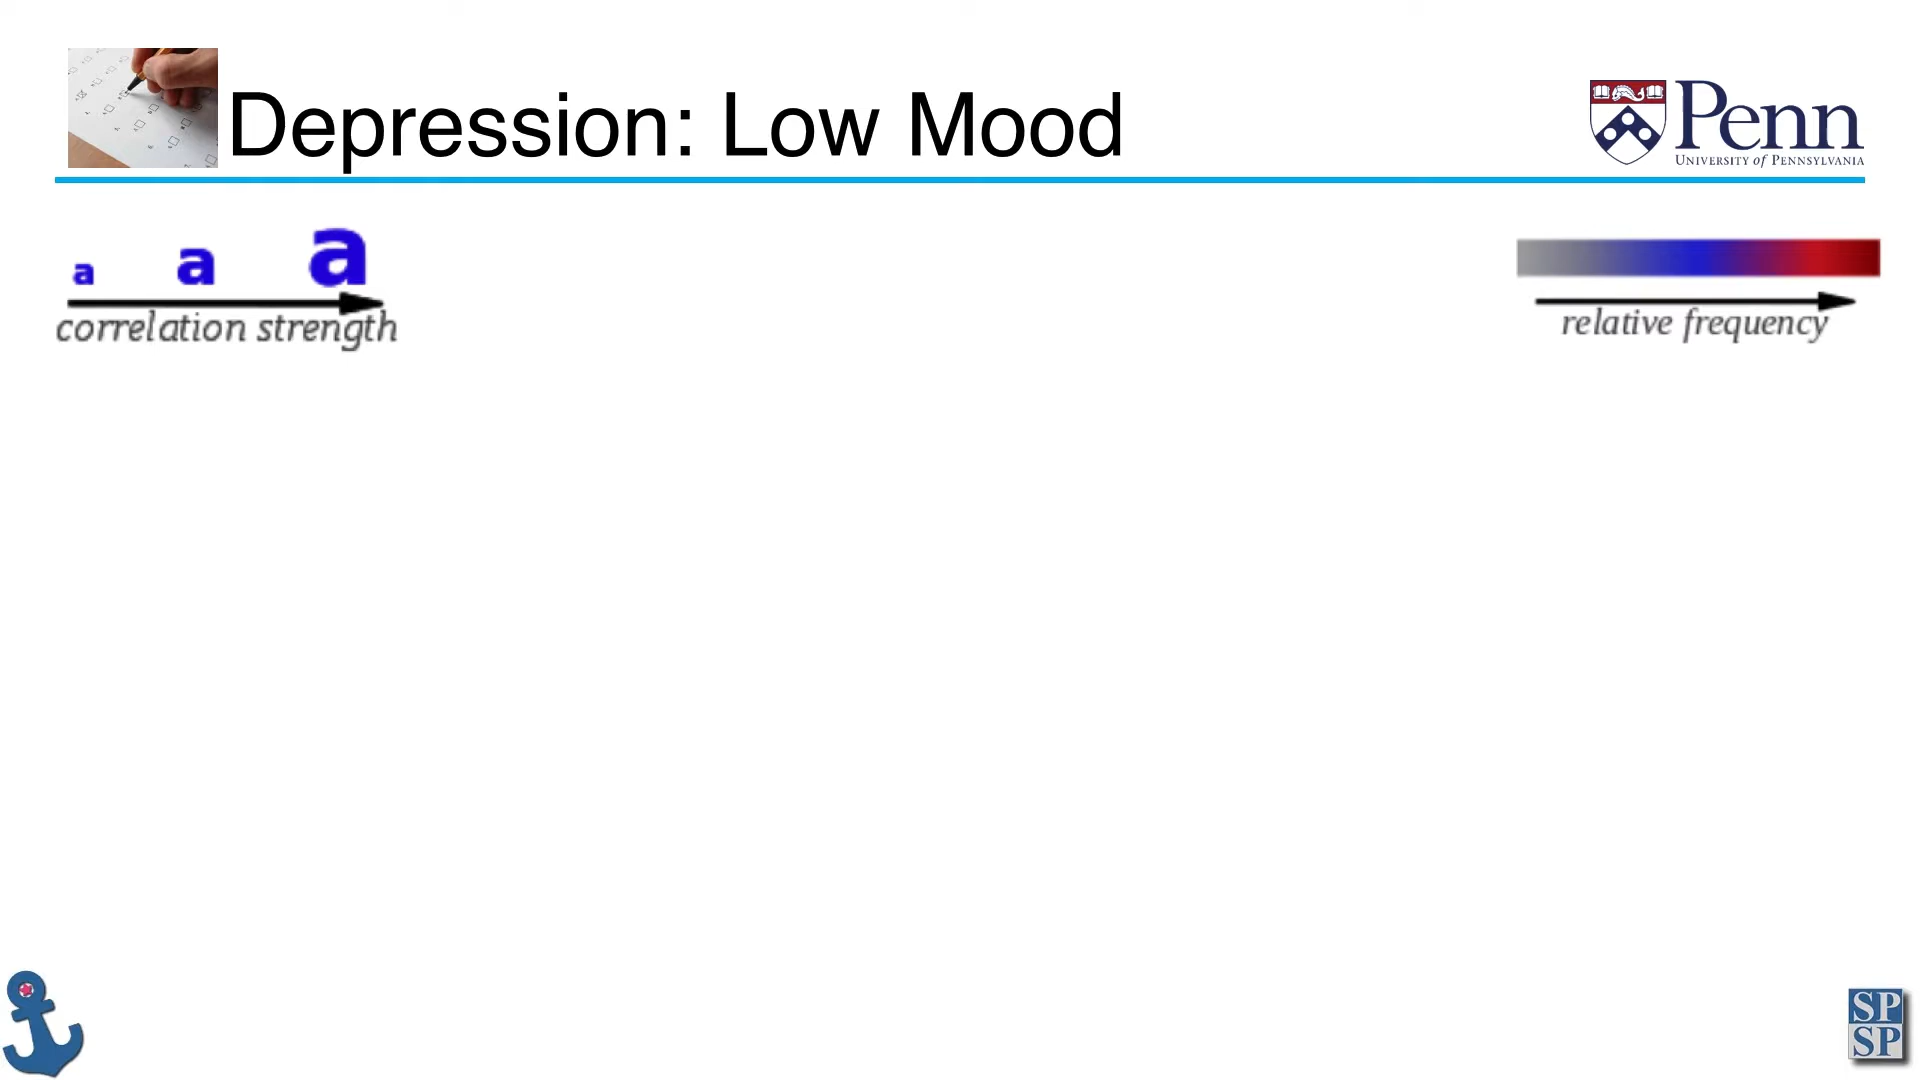 Depression: Low Mood
Penn
UNIVERSITY of PENNSYLVANIA
a a a
correlation strength
relative frequency
SP
SP